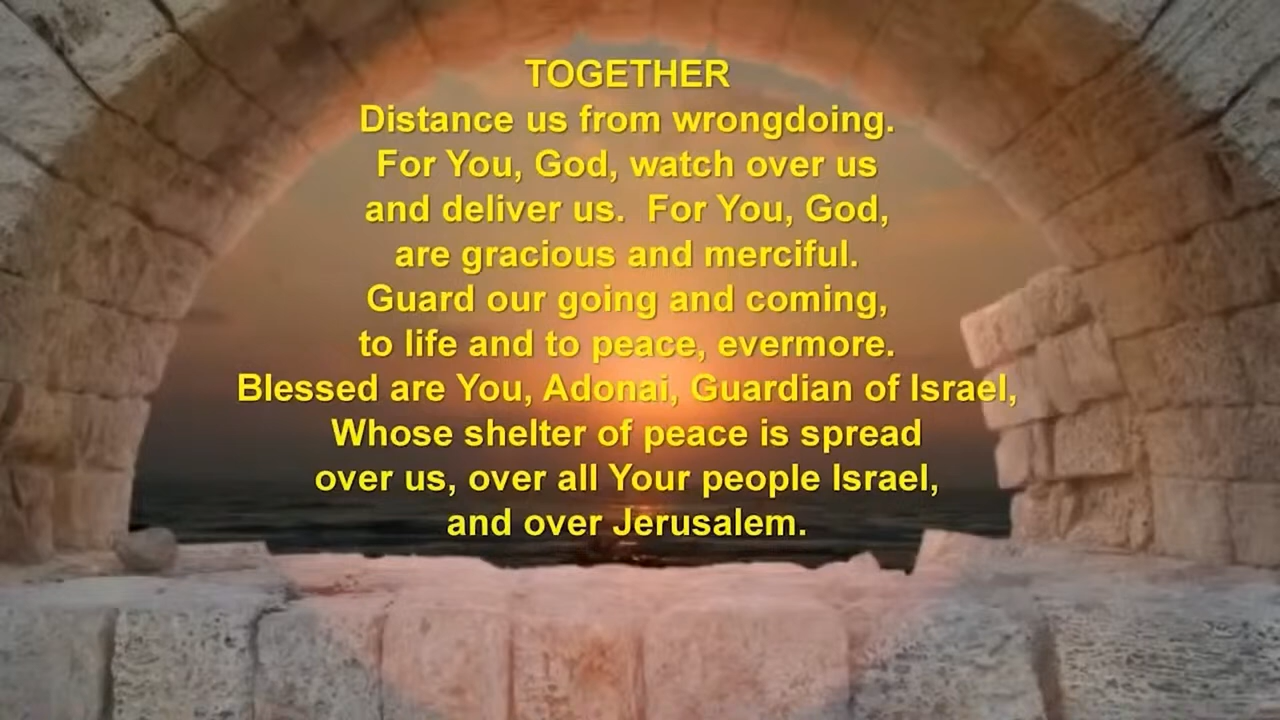 TOGETHER
Distance us from wrongdoing.
For You, God, watch over us
and deliver us.  For You, God,
are gracious and merciful.
Guard our going and coming,
to life and to peace, evermore.
Blessed are You, Adonai, Guardian of Israel,
Whose shelter of peace is spread
over us, over all Your people Israel,
and over Jerusalem.